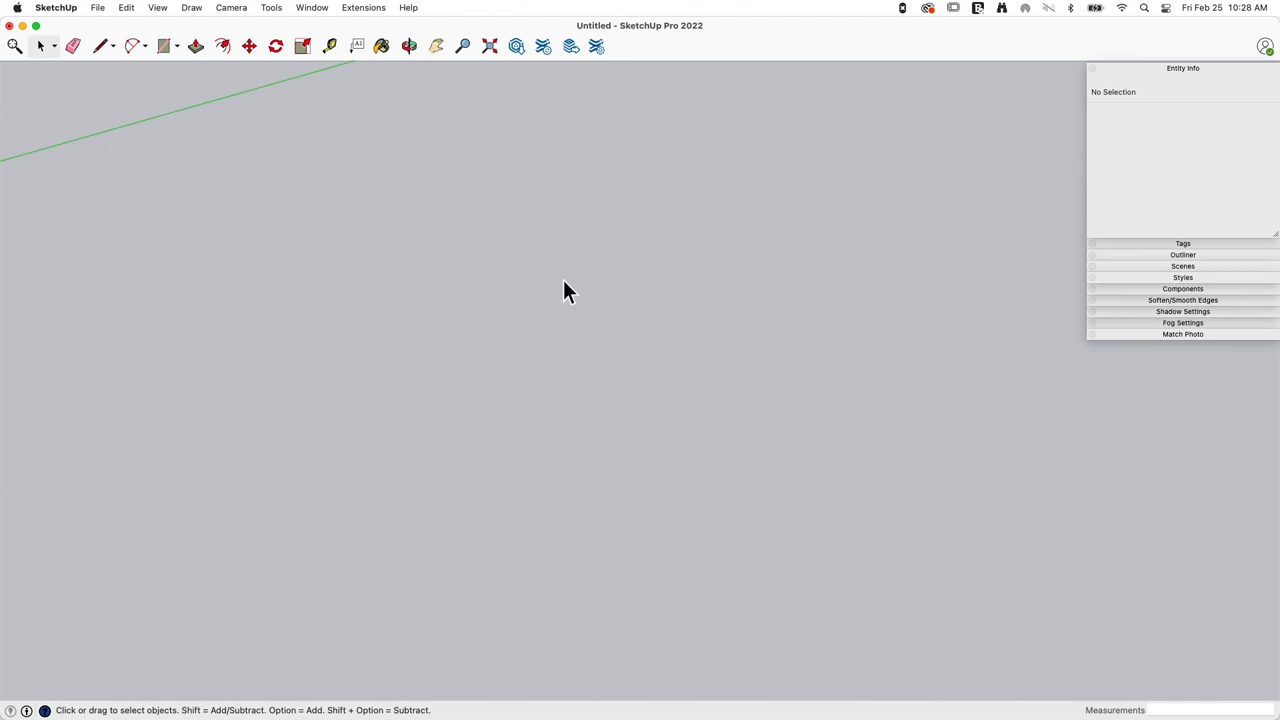 SketchUp File Edit View Draw Camera Tools Window Extensions Help Fri Feb 25 10:28 AM
Untitled - SketchUp Pro 2022
A1
Entity Info
No Selection
Tags
Outliner
Scenes
Styles
Components
Soften/Smooth Edges
Shadow Settings
Fog Settings
Match Photo
Click or drag to select objects. Shift = Add/Subtract. Option = Add. Shift + Option = Subtract.
Measurements